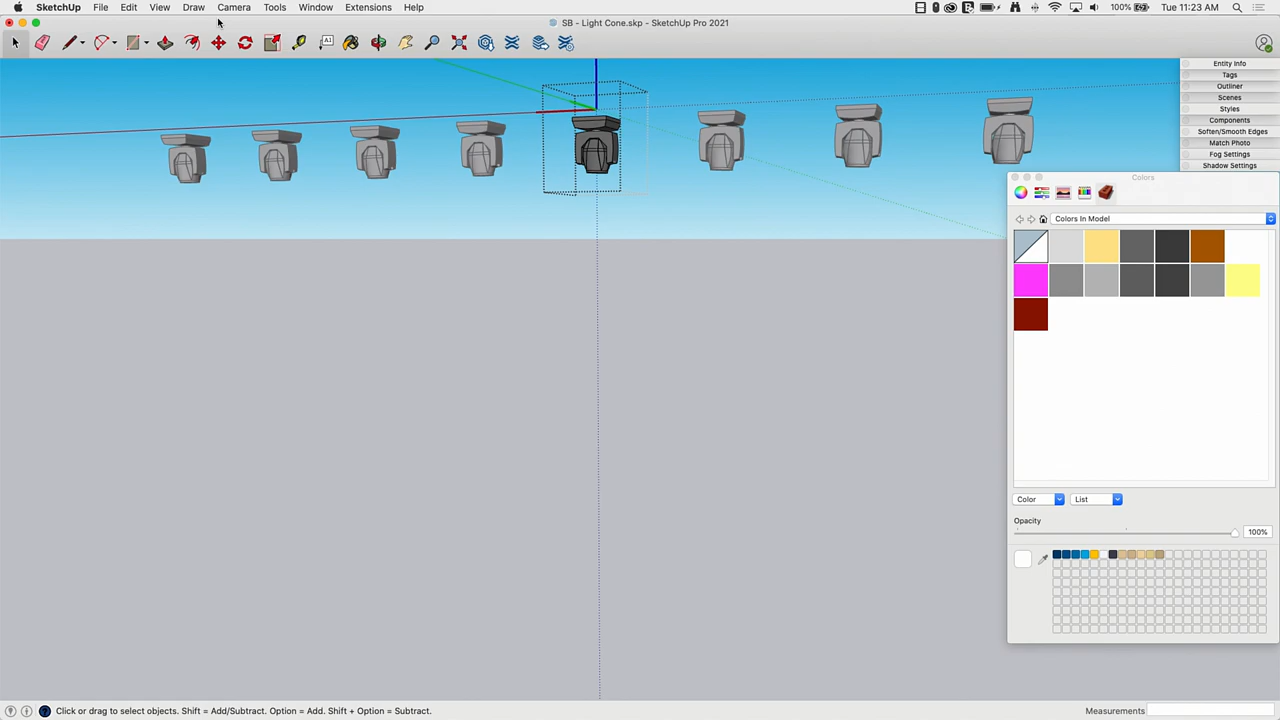 SketchUp File Edit View Draw Camera Tools Window Extensions Help 100% Tue 11:23 AM
SB - Light Cone.skp - SketchUp Pro 2021
A1
Entity Info
Tags
Outliner
Scenes
Styles
Components
Soften/Smooth Edges
Match Photo
Fog Settings
Shadow Settings
Colors
Colors In Model
Color List
Opacity
100%
Click or drag to select objects. Shift = Add/Subtract. Option = Add. Shift + Option = Subtract.
Measurements